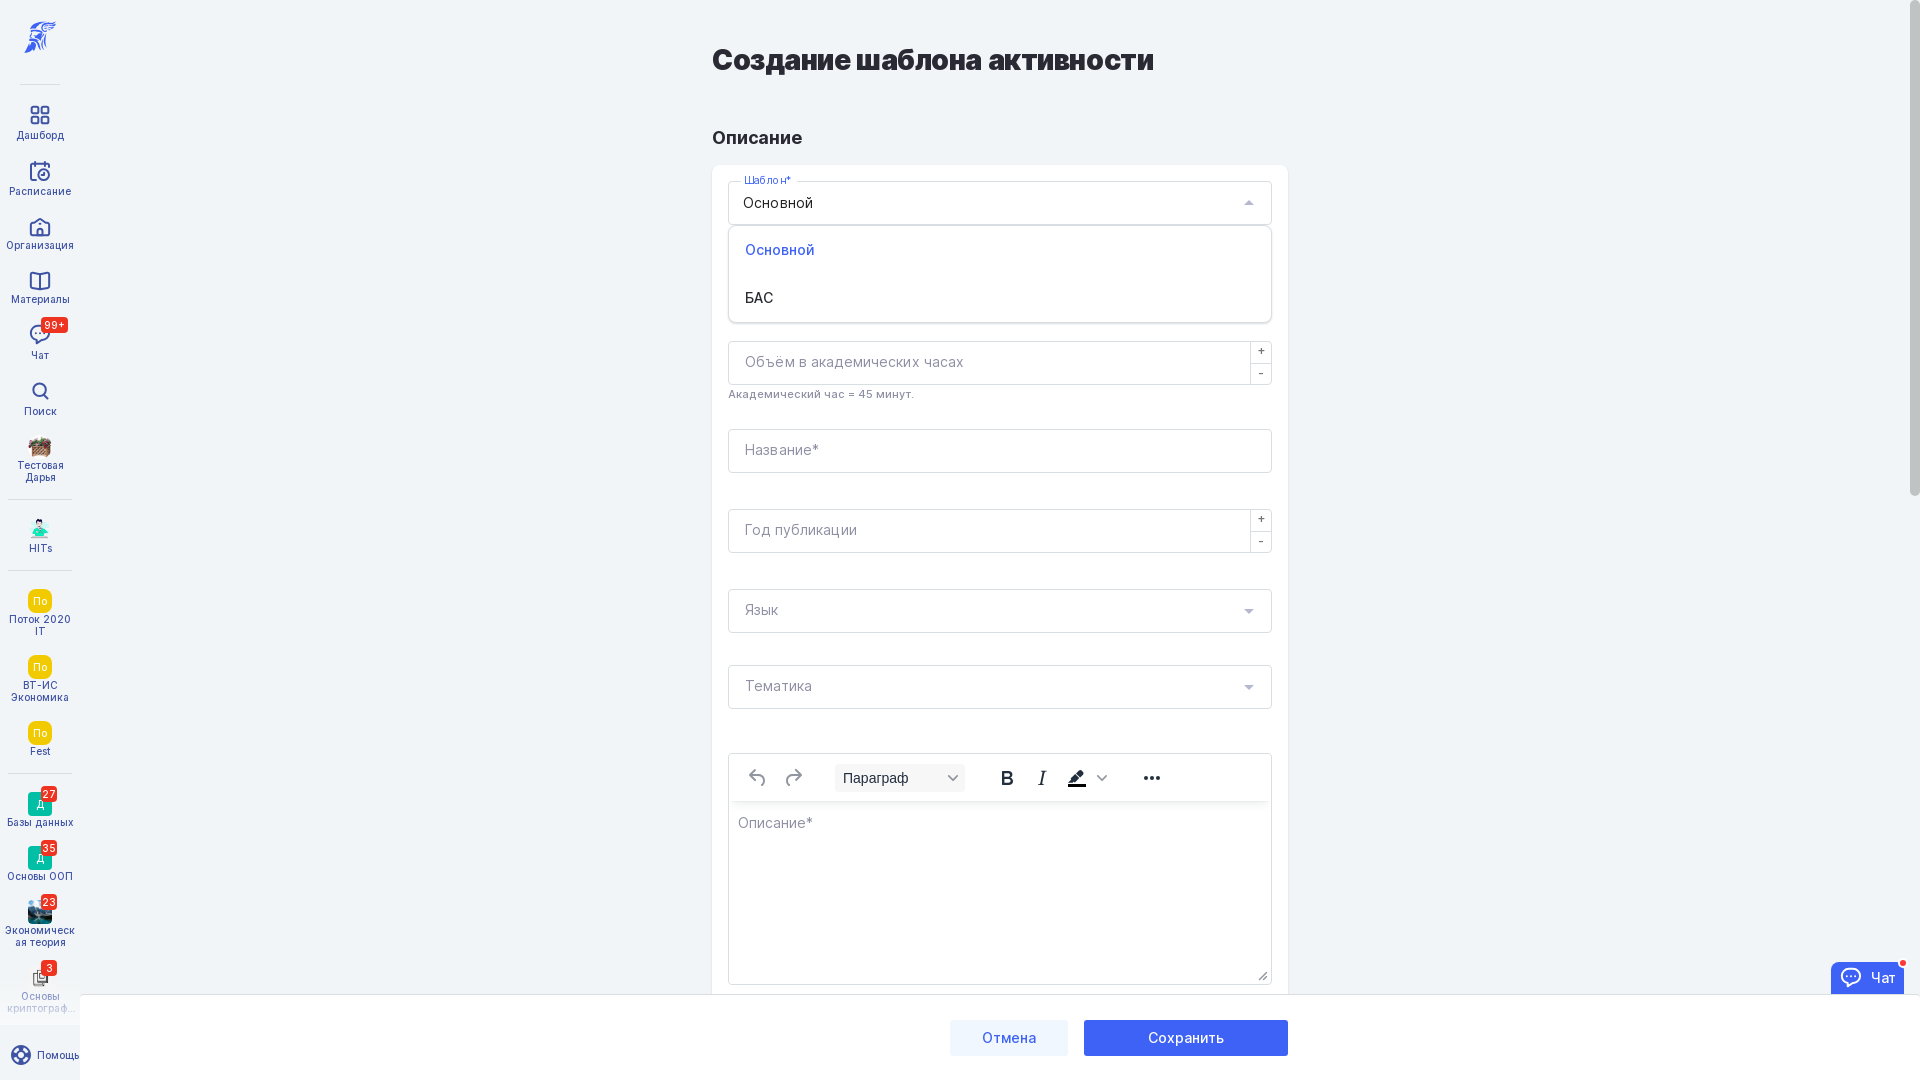 Создание шаблона активности
Описание
Шаблон*
Основной
Основной
БАС
Объём в академических часах
+
-
Академический час = 45 минут.
Название*
Год публикации
+
-
Язык
Тематика
Параграф
B
I
Описание*
Отмена
Сохранить
Чат
Дашборд
Расписание
Организация
Материалы
99+
Чат
Поиск
Тестовая
Дарья
HITs
По
Поток 2020
IT
По
ВТ-ИС
Экономика
По
Fest
27
Д
Базы данных
35
Д
Основы ООП
23
Экономическ
ая теория
3
Основы
криптограф...
Помощь